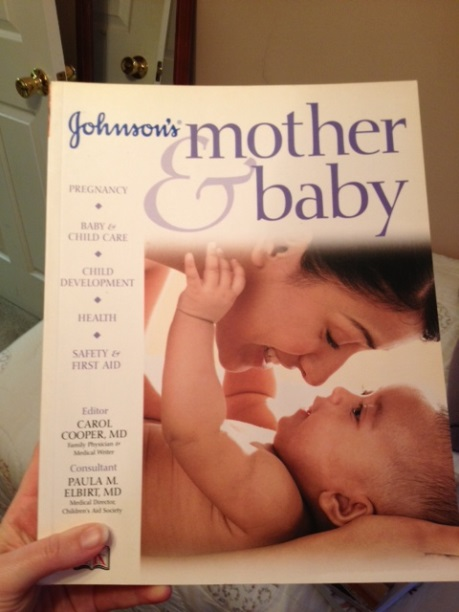 Johnson's®
mother
& baby
PREGNANCY
BABY &
CHILD CARE
CHILD
DEVELOPMENT
HEALTH
SAFETY &
FIRST AID
Editor
CAROL
COOPER, MD
Family Physician &
Medical Writer
Consultant
PAULA M.
ELBIRT, MD
Medical Director,
Children's Aid Society